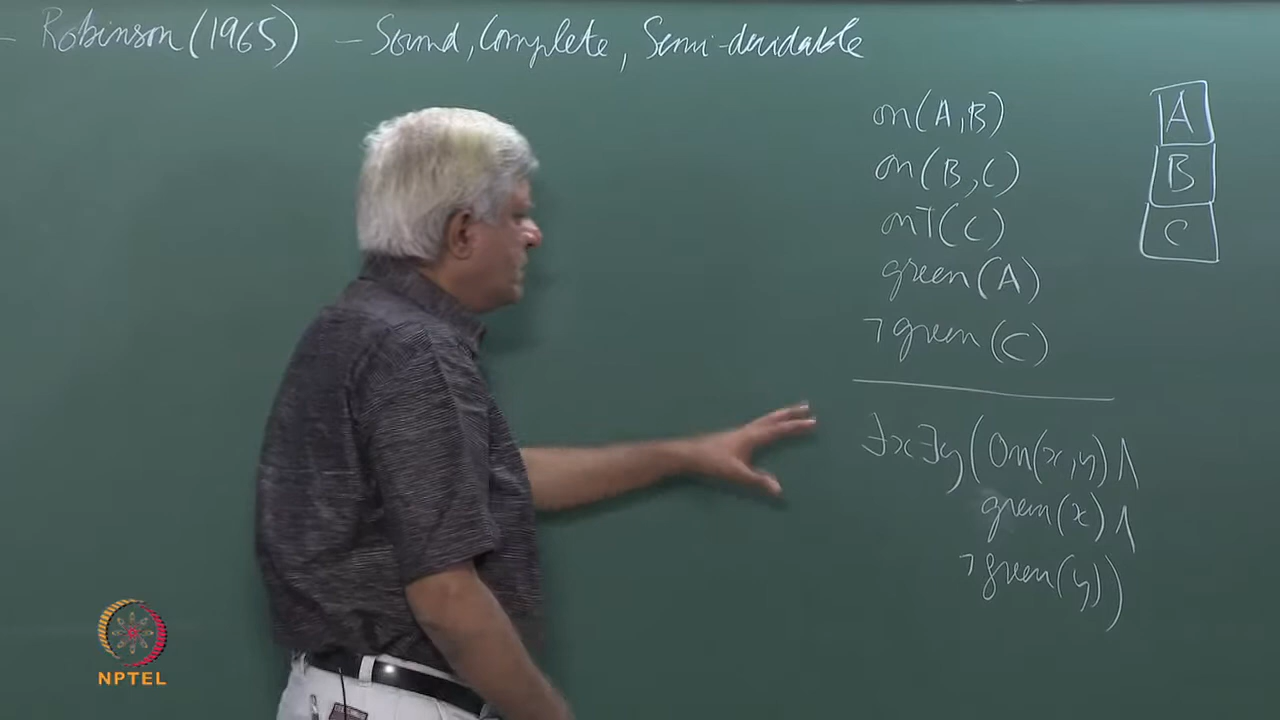 – Robinson (1965) – Sound, Complete, Semi-decidable
on(A,B)
on(B,C)
onT(C)
green(A)
¬green(C)
∃x∃y(On(x,y)∧
green(x)∧
¬green(y))
A
B
C
NPTEL